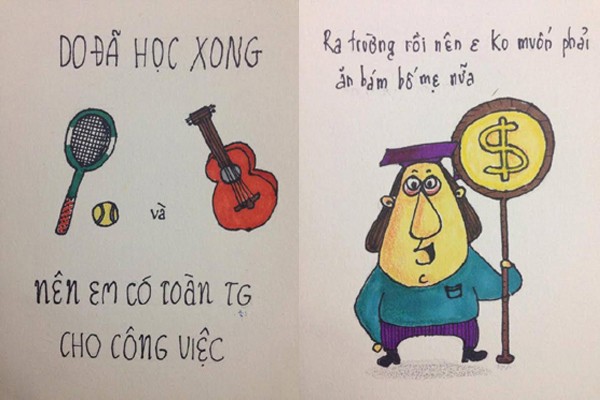 DO ĐÃ HỌC XONG
và
NÊN EM CÓ TOÀN TG
CHO CÔNG VIỆC
Ra trường rồi nên e ko muốn phải
ăn bám bố mẹ nữa
$